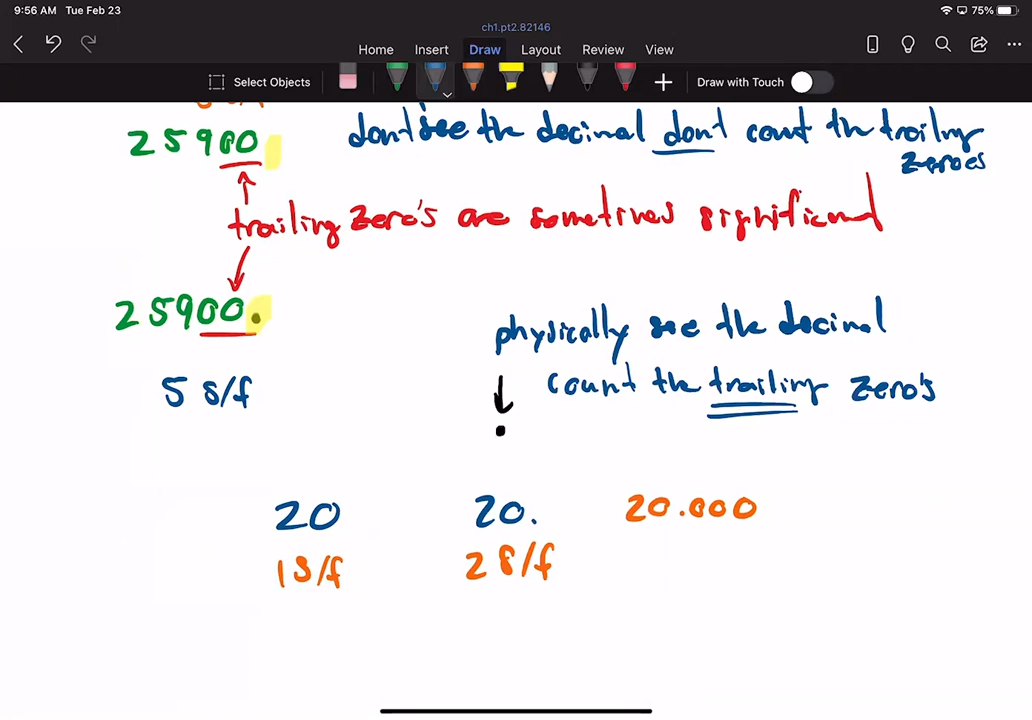 9:56 AM Tue Feb 23
75%
ch1.pt2.82146
Home Insert Draw Layout Review View
Select Objects
Draw with Touch
25900
dont see the decimal dont count the trailing
zeroes
trailing zero's are sometimes significant
25900.
5 s/f
physically see the decimal
count the trailing zero's
20 20. 20.000
1 s/f 2 s/f